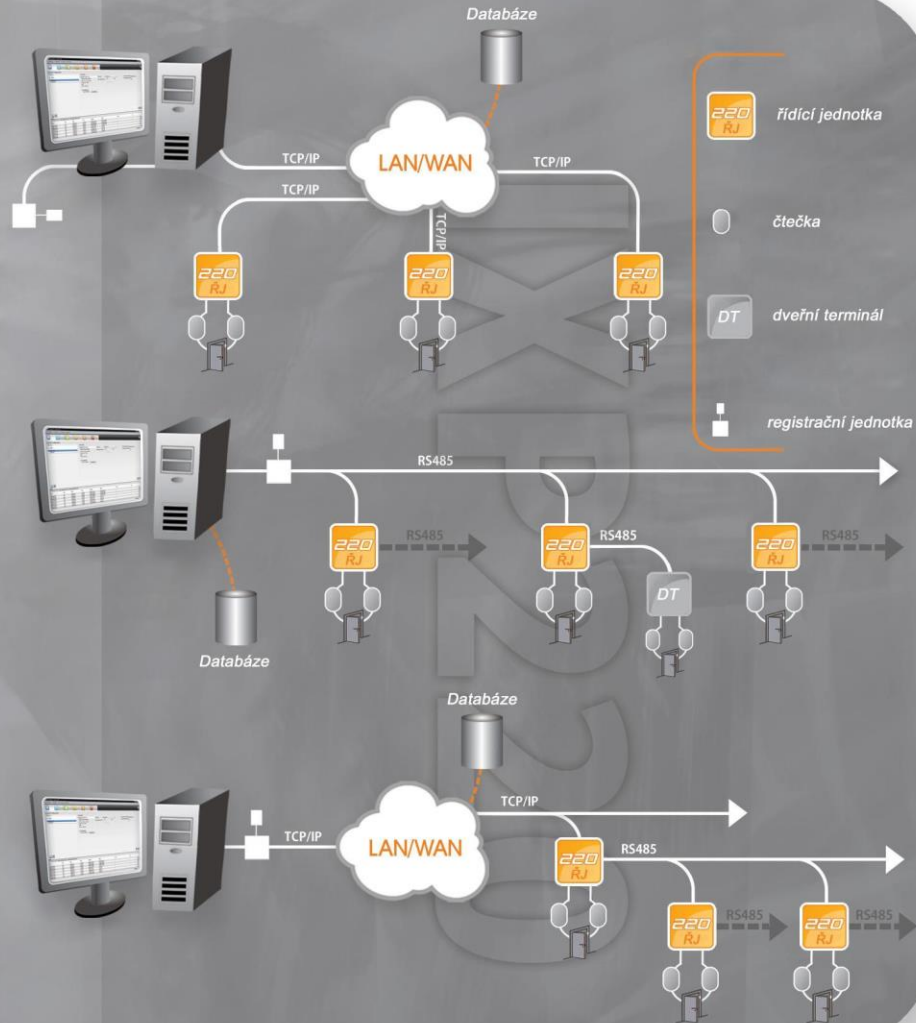 Databáze
220
ŘJ
řídící jednotka
TCP/IP
LAN/WAN
TCP/IP
TCP/IP
TCP/IP
čtečka
220
ŘJ
220
ŘJ
220
ŘJ
DT
dveřní terminál
registrační jednotka
RS485
220
ŘJ
RS485
220
ŘJ
RS485
220
ŘJ
RS485
DT
Databáze
Databáze
TCP/IP
TCP/IP
LAN/WAN
220
ŘJ
RS485
220
ŘJ
RS485
220
ŘJ
RS485